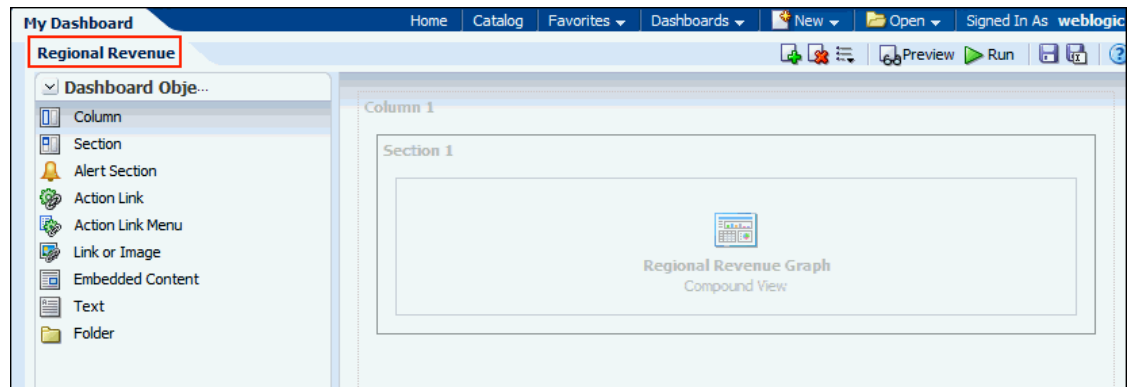 My Dashboard Home Catalog Favorites Dashboards New Open Signed In As weblogic
Regional Revenue Preview Run
Dashboard Obje...
Column
Section
Alert Section
Action Link
Action Link Menu
Link or Image
Embedded Content
Text
Folder
Column 1
Section 1
Regional Revenue Graph
Compound View